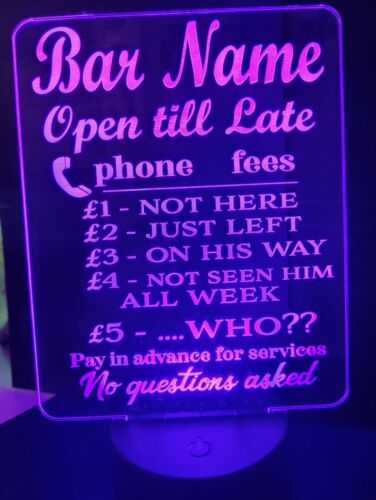 Bar Name
Open till Late
phone fees
£1 - NOT HERE
£2 - JUST LEFT
£3 - ON HIS WAY
£4 - NOT SEEN HIM
ALL WEEK
£5 - ....WHO??
Pay in advance for services
No questions asked